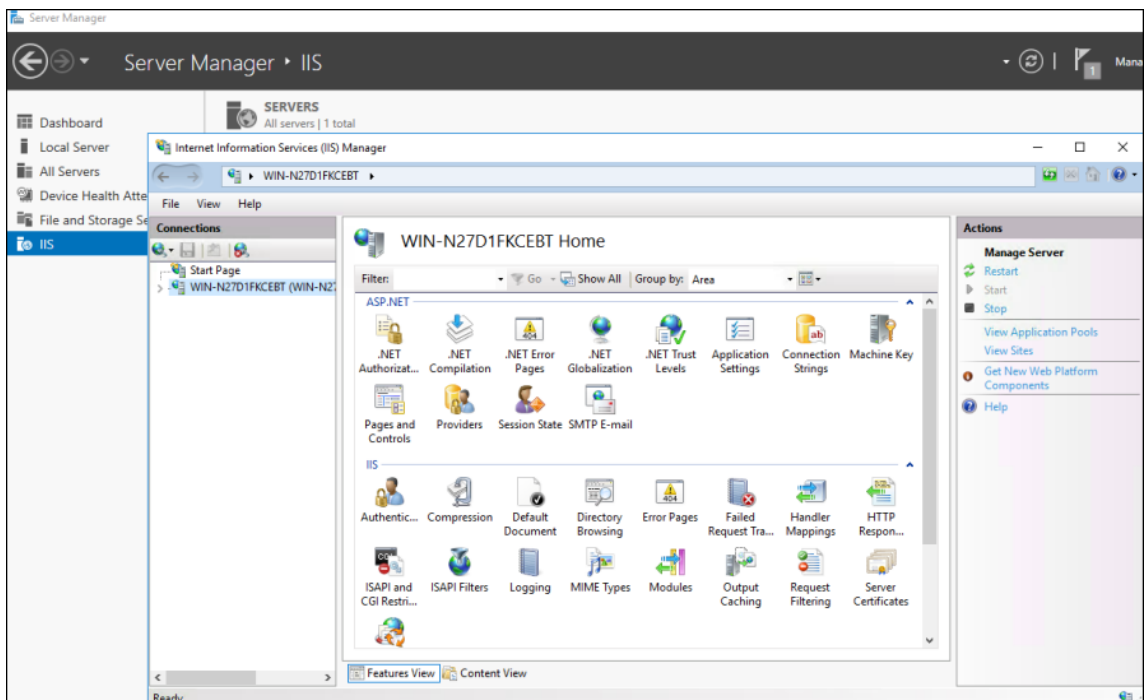 Server Manager
Server Manager ‣ IIS
1
Mana
Dashboard
Local Server
All Servers
Device Health Atte
File and Storage Se
IIS
SERVERS
All servers | 1 total
Internet Information Services (IIS) Manager
WIN-N27D1FKCEBT
File View Help
Connections
Start Page
WIN-N27D1FKCEBT (WIN-N27
WIN-N27D1FKCEBT Home
Filter: Go Show All Group by: Area
ASP.NET
.NET Authorizat...
.NET Compilation
.NET Error Pages
.NET Globalization
.NET Trust Levels
Application Settings
Connection Strings
Machine Key
Pages and Controls
Providers
Session State
SMTP E-mail
IIS
Authentic...
Compression
Default Document
Directory Browsing
Error Pages
Failed Request Tra...
Handler Mappings
HTTP Respon...
ISAPI and CGI Restri...
ISAPI Filters
Logging
MIME Types
Modules
Output Caching
Request Filtering
Server Certificates
Features View
Content View
Actions
Manage Server
Restart
Start
Stop
View Application Pools
View Sites
Get New Web Platform
Components
Help
Ready